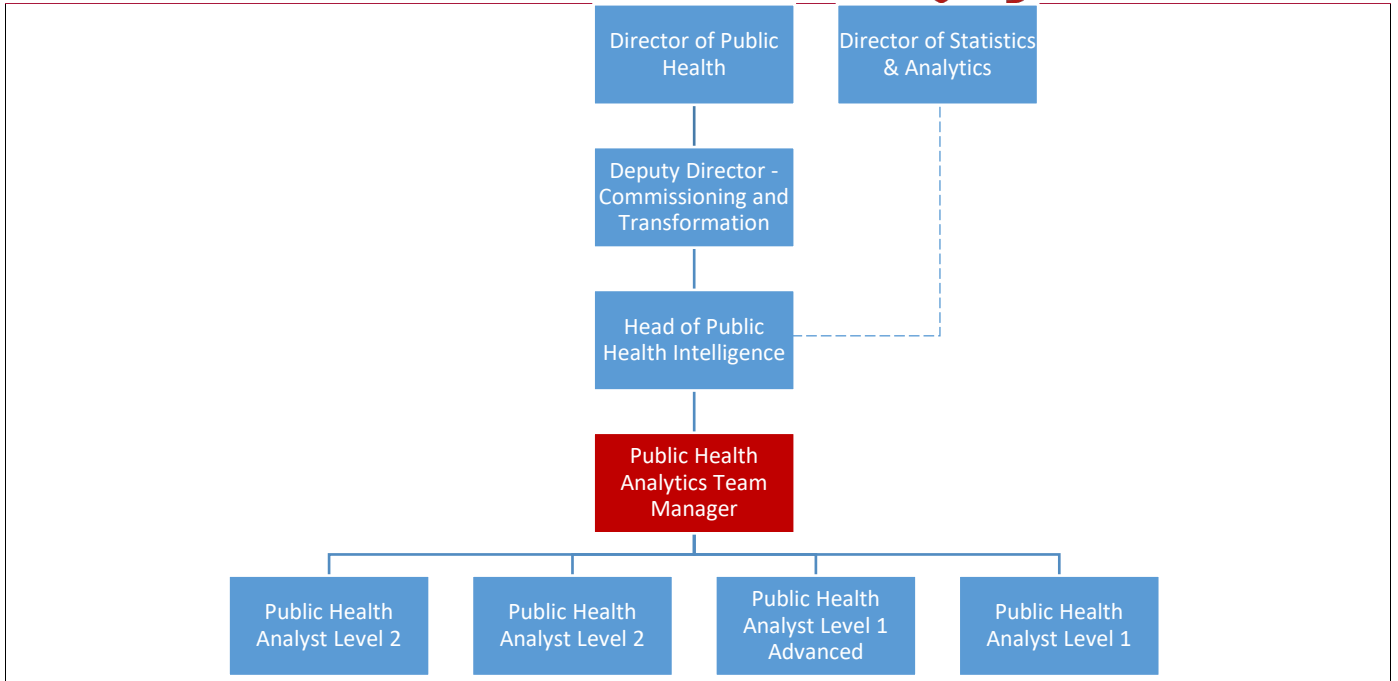 Director of Public
Health
Director of Statistics
& Analytics
Deputy Director -
Commissioning and
Transformation
Head of Public
Health Intelligence
Public Health
Analytics Team
Manager
Public Health
Analyst Level 2
Public Health
Analyst Level 2
Public Health
Analyst Level 1
Advanced
Public Health
Analyst Level 1